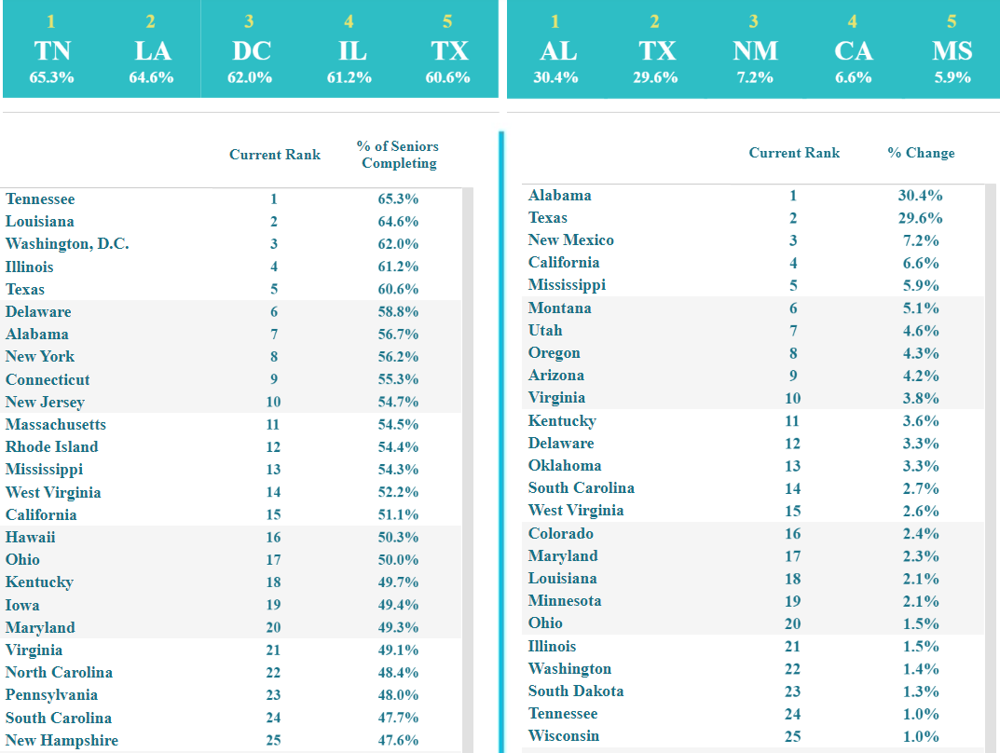 1 2 3 4 5
TN LA DC IL TX
65.3% 64.6% 62.0% 61.2% 60.6%
Current Rank % of Seniors Completing
Tennessee 1 65.3%
Louisiana 2 64.6%
Washington, D.C. 3 62.0%
Illinois 4 61.2%
Texas 5 60.6%
Delaware 6 58.8%
Alabama 7 56.7%
New York 8 56.2%
Connecticut 9 55.3%
New Jersey 10 54.7%
Massachusetts 11 54.5%
Rhode Island 12 54.4%
Mississippi 13 54.3%
West Virginia 14 52.2%
California 15 51.1%
Hawaii 16 50.3%
Ohio 17 50.0%
Kentucky 18 49.7%
Iowa 19 49.4%
Maryland 20 49.3%
Virginia 21 49.1%
North Carolina 22 48.4%
Pennsylvania 23 48.0%
South Carolina 24 47.7%
New Hampshire 25 47.6%
1 2 3 4 5
AL TX NM CA MS
30.4% 29.6% 7.2% 6.6% 5.9%
Current Rank % Change
Alabama 1 30.4%
Texas 2 29.6%
New Mexico 3 7.2%
California 4 6.6%
Mississippi 5 5.9%
Montana 6 5.1%
Utah 7 4.6%
Oregon 8 4.3%
Arizona 9 4.2%
Virginia 10 3.8%
Kentucky 11 3.6%
Delaware 12 3.3%
Oklahoma 13 3.3%
South Carolina 14 2.7%
West Virginia 15 2.6%
Colorado 16 2.4%
Maryland 17 2.3%
Louisiana 18 2.1%
Minnesota 19 2.1%
Ohio 20 1.5%
Illinois 21 1.5%
Washington 22 1.4%
South Dakota 23 1.3%
Tennessee 24 1.0%
Wisconsin 25 1.0%